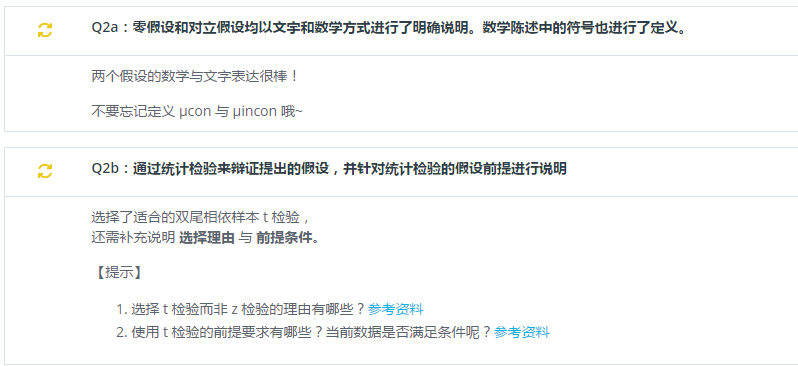 Q2a：零假设和对立假设均以文字和数学方式进行了明确说明。数学陈述中的符号也进行了定义。
两个假设的数学与文字表达很棒！
不要忘记定义 μcon 与 μincon 哦~
Q2b：通过统计检验来辩证提出的假设，并针对统计检验的假设前提进行说明
选择了适合的双尾相依样本 t 检验，
还需补充说明 选择理由 与 前提条件。
【提示】
1. 选择 t 检验而非 z 检验的理由有哪些？参考资料
2. 使用 t 检验的前提要求有哪些？当前数据是否满足条件呢？参考资料